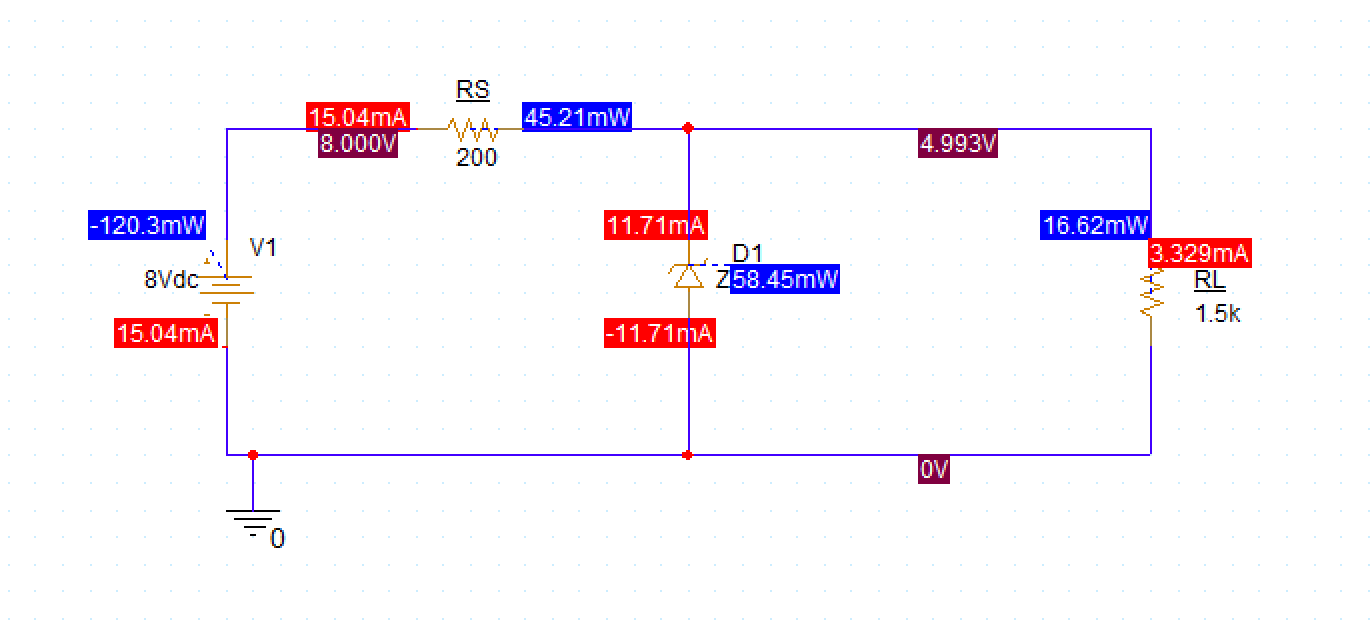 RS
15.04mA
45.21mW
8.000V
200
4.993V
-120.3mW
11.71mA
16.62mW
V1
D1
3.329mA
8Vdc
Z
58.45mW
RL
1.5k
15.04mA
-11.71mA
0V
0